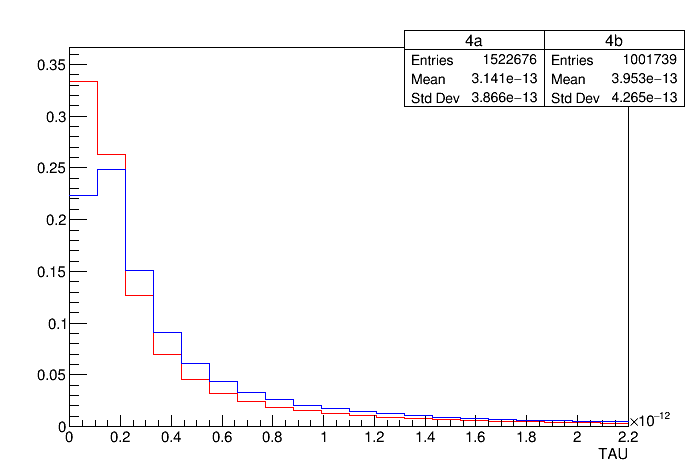 4a 4b
Entries 1522676 Entries 1001739
Mean 3.141e−13 Mean 3.953e−13
Std Dev 3.866e−13 Std Dev 4.265e−13
0.35
0.3
0.25
0.2
0.15
0.1
0.05
0
0 0.2 0.4 0.6 0.8 1 1.2 1.4 1.6 1.8 2 2.2
×10⁻¹²
TAU